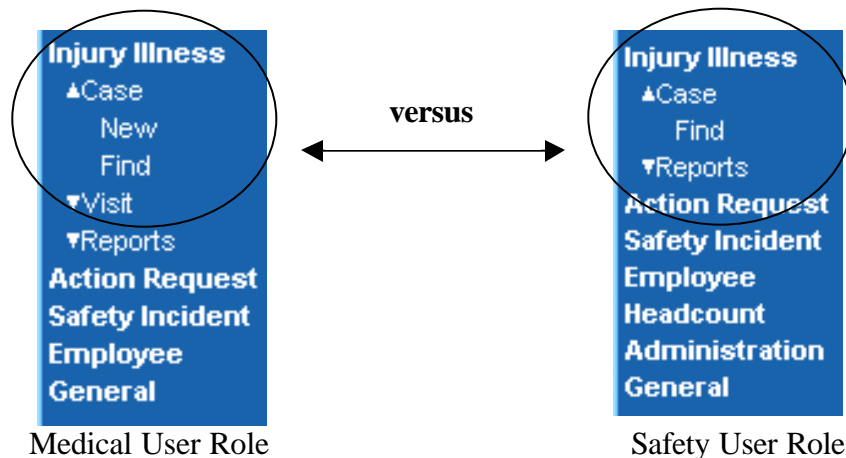 Injury Illness
▲Case
New
Find
▼Visit
▼Reports
Action Request
Safety Incident
Employee
General
Medical User Role
versus
Injury Illness
▲Case
Find
▼Reports
Action Request
Safety Incident
Employee
Headcount
Administration
General
Safety User Role